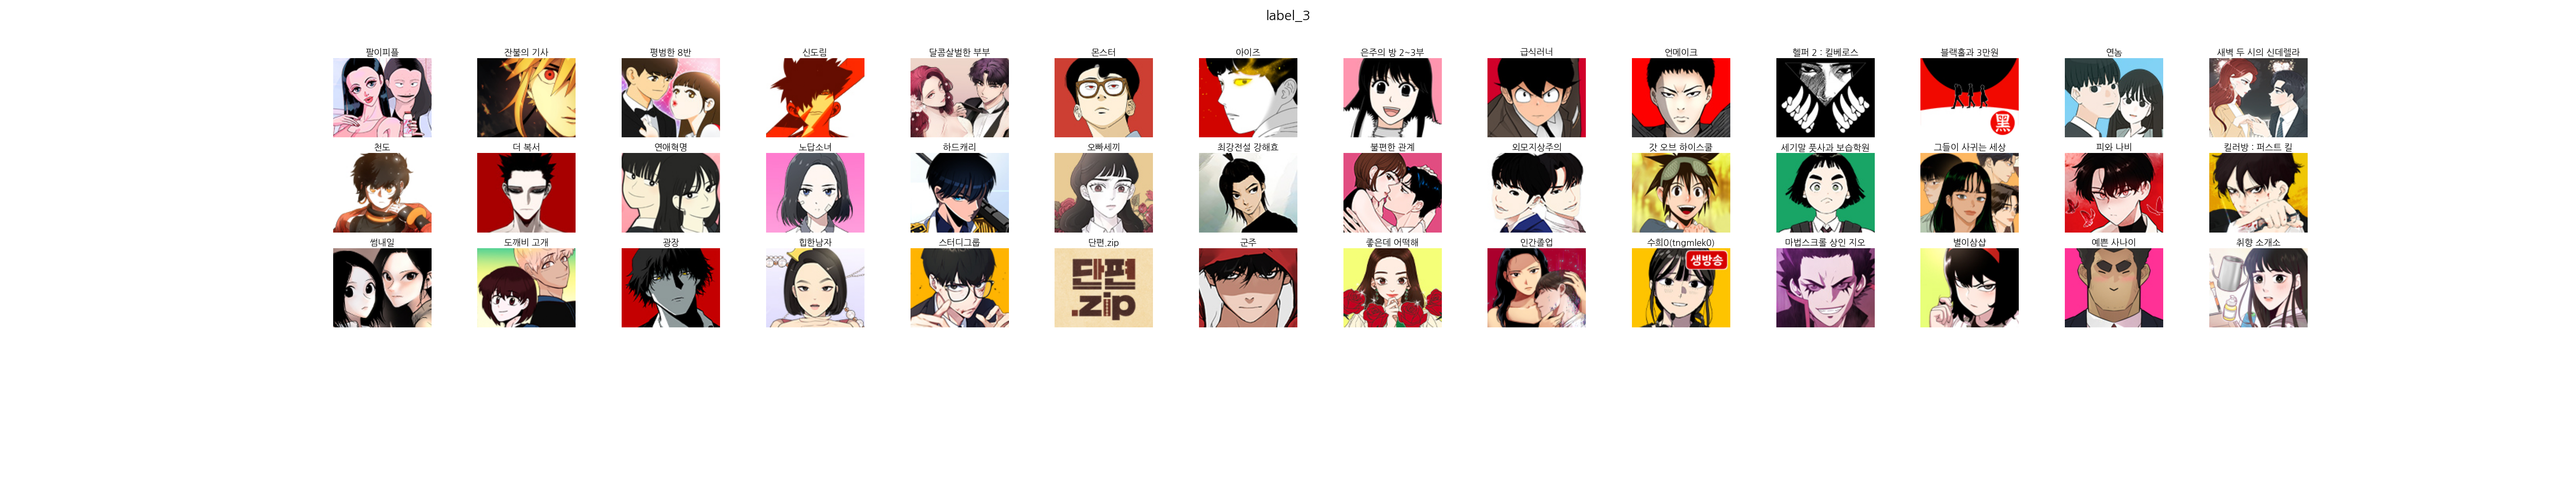 label_3
팔이피플
잔불의 기사
평범한 8반
신도림
달콤살벌한 부부
몬스터
아이즈
은주의 방 2~3부
급식러너
언메이크
헬퍼 2 : 킬베로스
블랙홀과 3만원
연놈
새벽 두 시의 신데렐라
黑
천도
더 복서
연애혁명
노답소녀
하드캐리
오빠세끼
최강전설 강해효
불편한 관계
외모지상주의
갓 오브 하이스쿨
세기말 풋사과 보습학원
그들이 사귀는 세상
피와 나비
킬러방 : 퍼스트 킬
썸내일
도깨비 고개
광장
힙한남자
스터디그룹
단편.zip
군주
좋은데 어떡해
인간졸업
수희0(tngmlek0)
마법스크롤 상인 지오
별이삼샵
예쁜 사나이
취향 소개소
단편
.zip
생방송